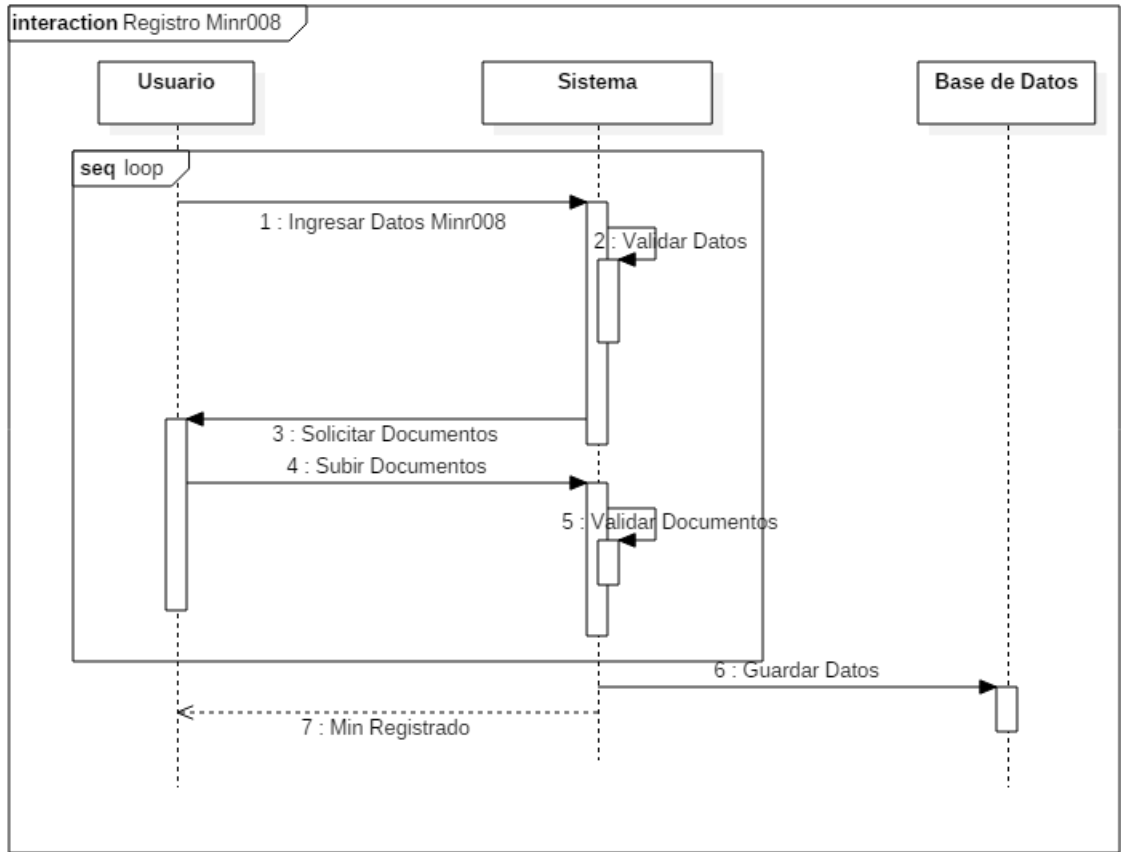 interaction Registro Minr008
Usuario
Sistema
Base de Datos
seq loop
1 : Ingresar Datos Minr008
2 : Validar Datos
3 : Solicitar Documentos
4 : Subir Documentos
5 : Validar Documentos
6 : Guardar Datos
7 : Min Registrado